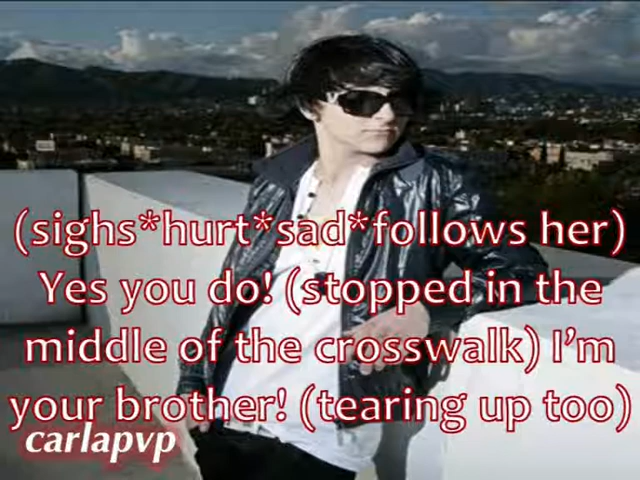 (sighs*hurt*sad*follows her)
Yes you do! (stopped in the
middle of the crosswalk) I’m
your brother! (tearing up too)
carlapvp